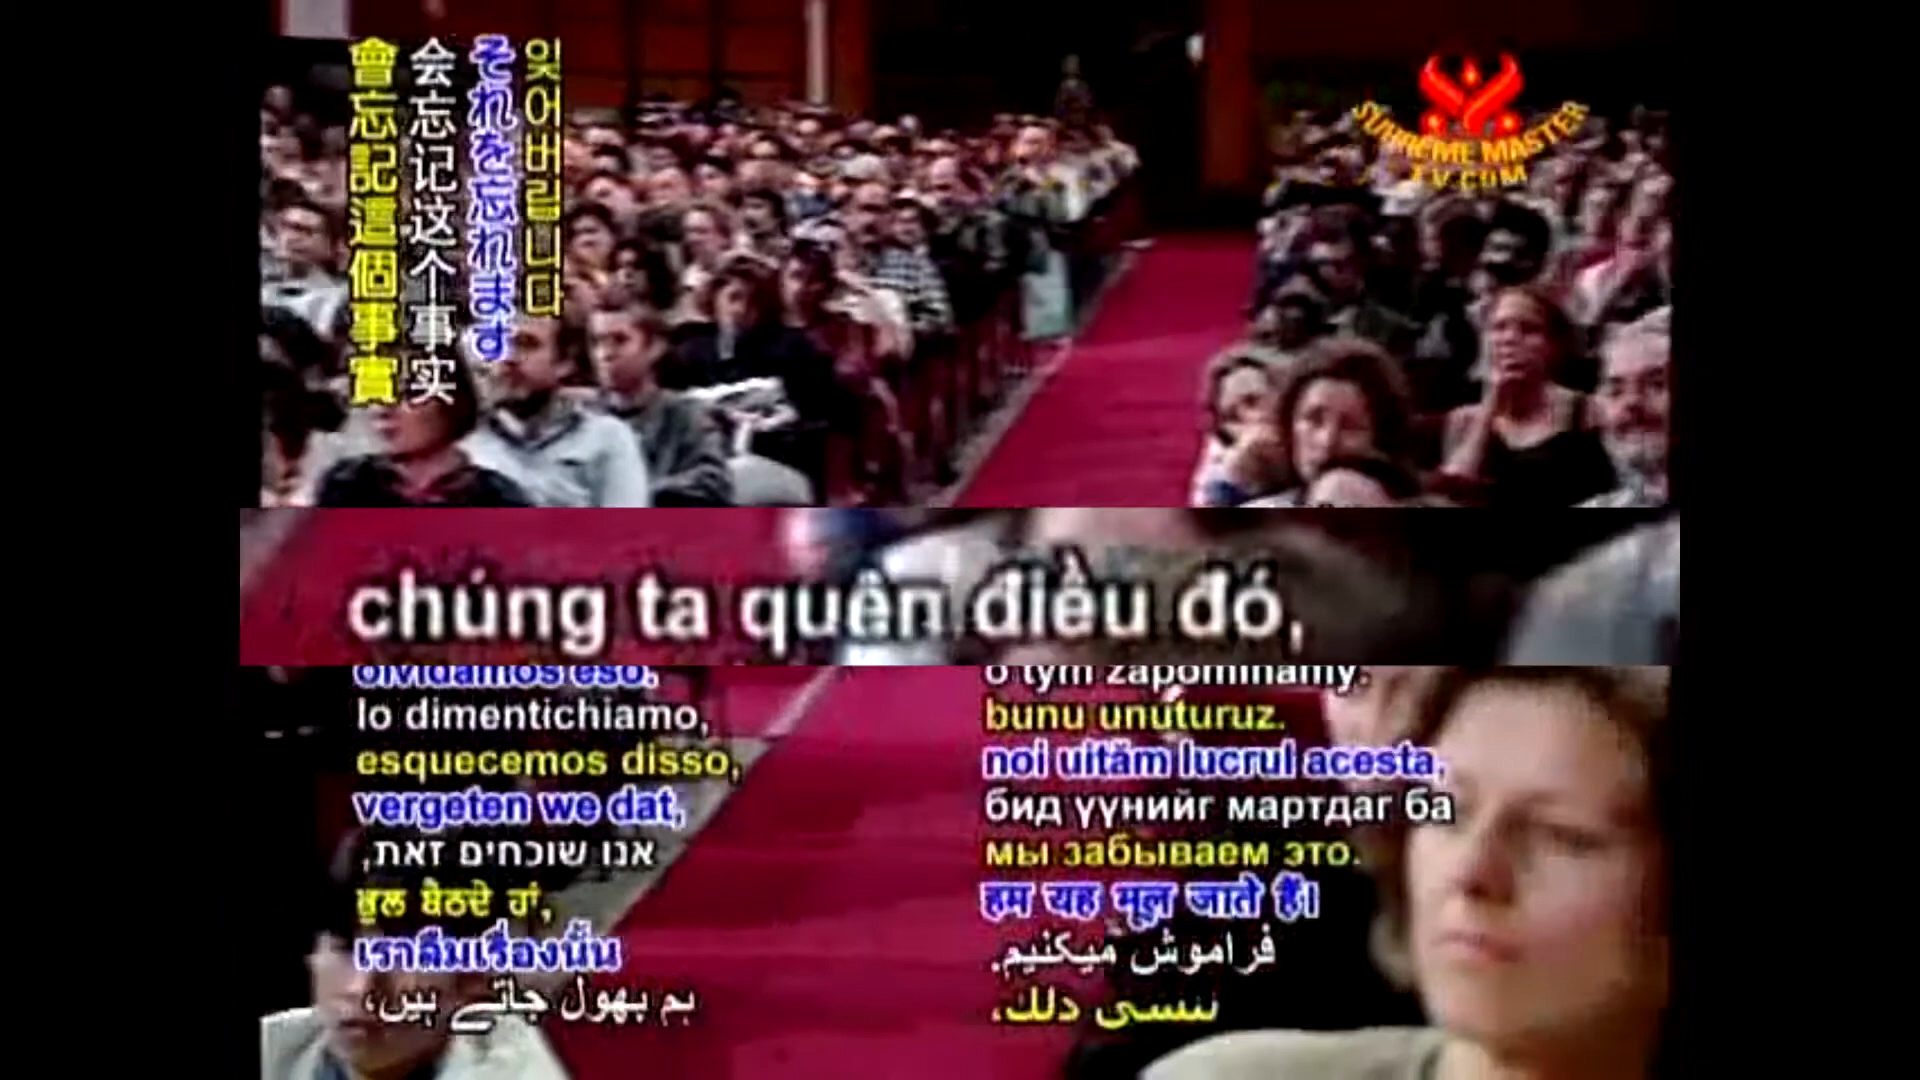 會忘記這個事實
会忘记这个事实
それを忘れます
잊어버립니다
SUPREME MASTER
TV.COM
chúng ta quên điều đó,
olvidamos eso.
lo dimentichiamo,
esquecemos disso,
vergeten we dat,
אנו שוכחים זאת,
ਭੁਲ ਬੈਠਦੇ ਹਾਂ,
เราลืมเรื่องนั้น
ہم بھول جاتے ہیں،
o tym zapominamy.
bunu unuturuz.
noi uităm lucrul acesta,
бид үүнийг мартдаг ба
мы забываем это.
हम यह भूल जाते हैं।
فراموش میکنیم.
ننسى ذلك،